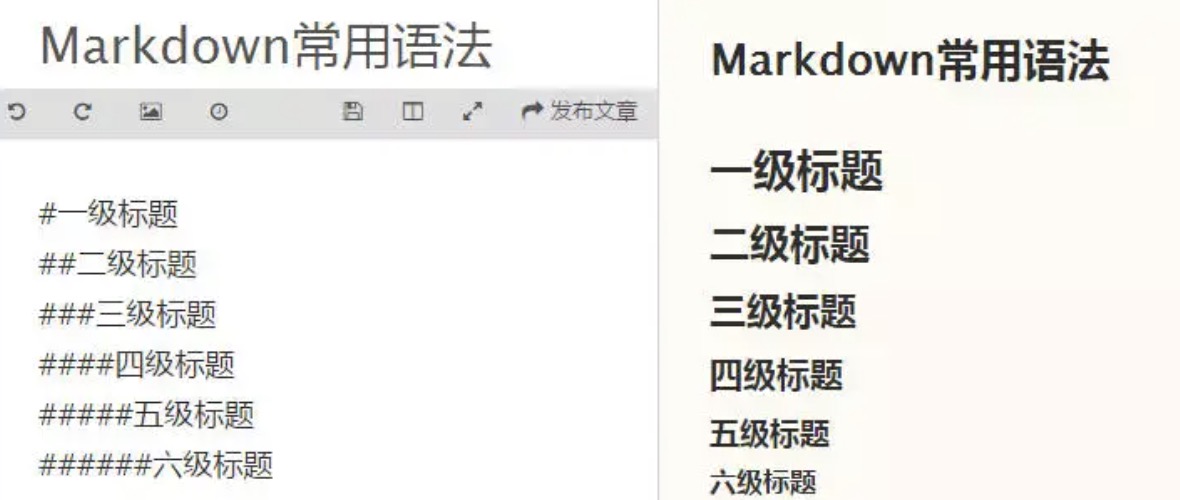 Markdown常用语法
发布文章
#一级标题
##二级标题
###三级标题
####四级标题
#####五级标题
######六级标题
Markdown常用语法
一级标题
二级标题
三级标题
四级标题
五级标题
六级标题